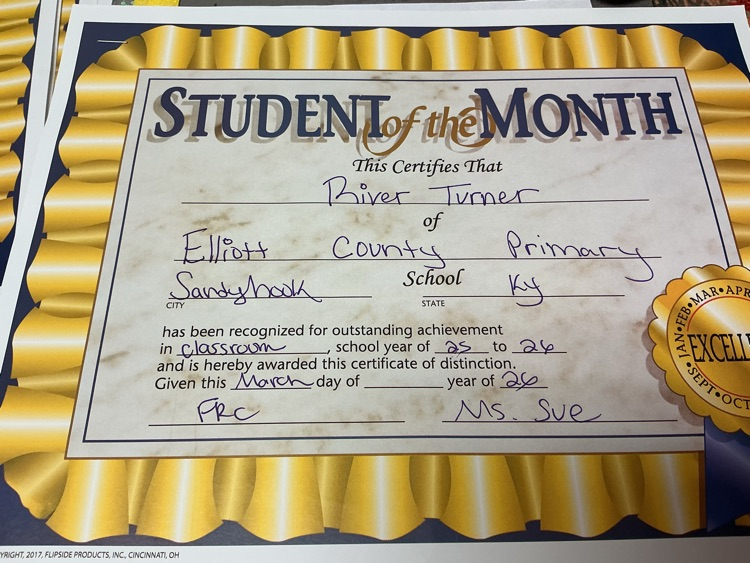 STUDENT of the MONTH
This Certifies That
River Turner
of
Elliott County Primary
Sandyhook School Ky
CITY STATE
has been recognized for outstanding achievement
in classroom, school year of 25 to 26
and is hereby awarded this certificate of distinction.
Given this March day of ________ year of 26
FRC Ms. Sue
JAN•FEB•MAR•APR
EXCELLE
•SEPT•OCT
YRIGHT, 2017, FLIPSIDE PRODUCTS, INC., CINCINNATI, OH